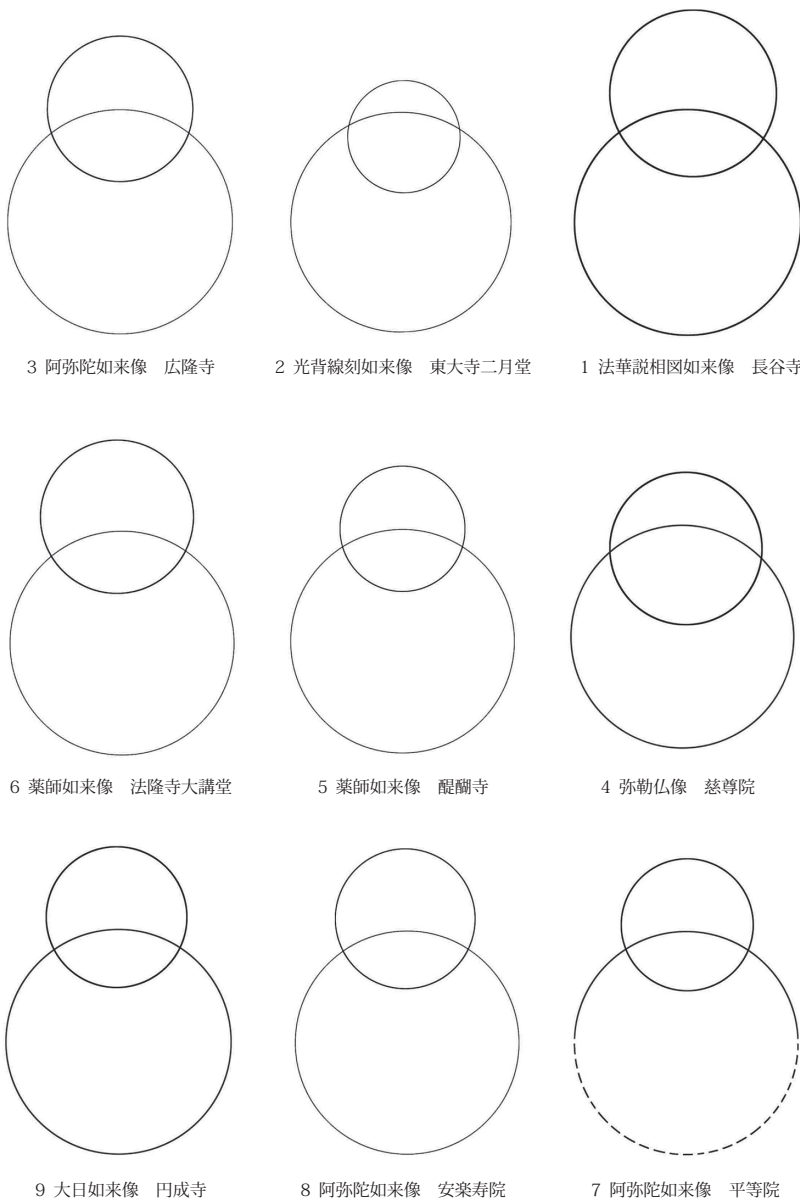 1 法華説相図如来像　長谷寺
2 光背線刻如来像　東大寺二月堂
3 阿弥陀如来像　広隆寺
4 弥勒仏像　慈尊院
5 薬師如来像　醍醐寺
6 薬師如来像　法隆寺大講堂
7 阿弥陀如来像　平等院
8 阿弥陀如来像　安楽寿院
9 大日如来像　円成寺